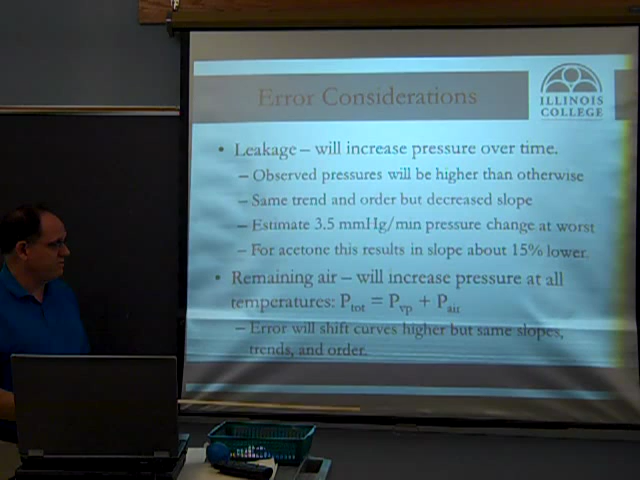 Error Considerations
ILLINOIS
COLLEGE
• Leakage – will increase pressure over time.
– Observed pressures will be higher than otherwise
– Same trend and order but decreased slope
– Estimate 3.5 mmHg/min pressure change at worst
– For acetone this results in slope about 15% lower.
• Remaining air – will increase pressure at all
temperatures: Ptot = Pvp + Pair
– Error will shift curves higher but same slopes,
trends, and order.